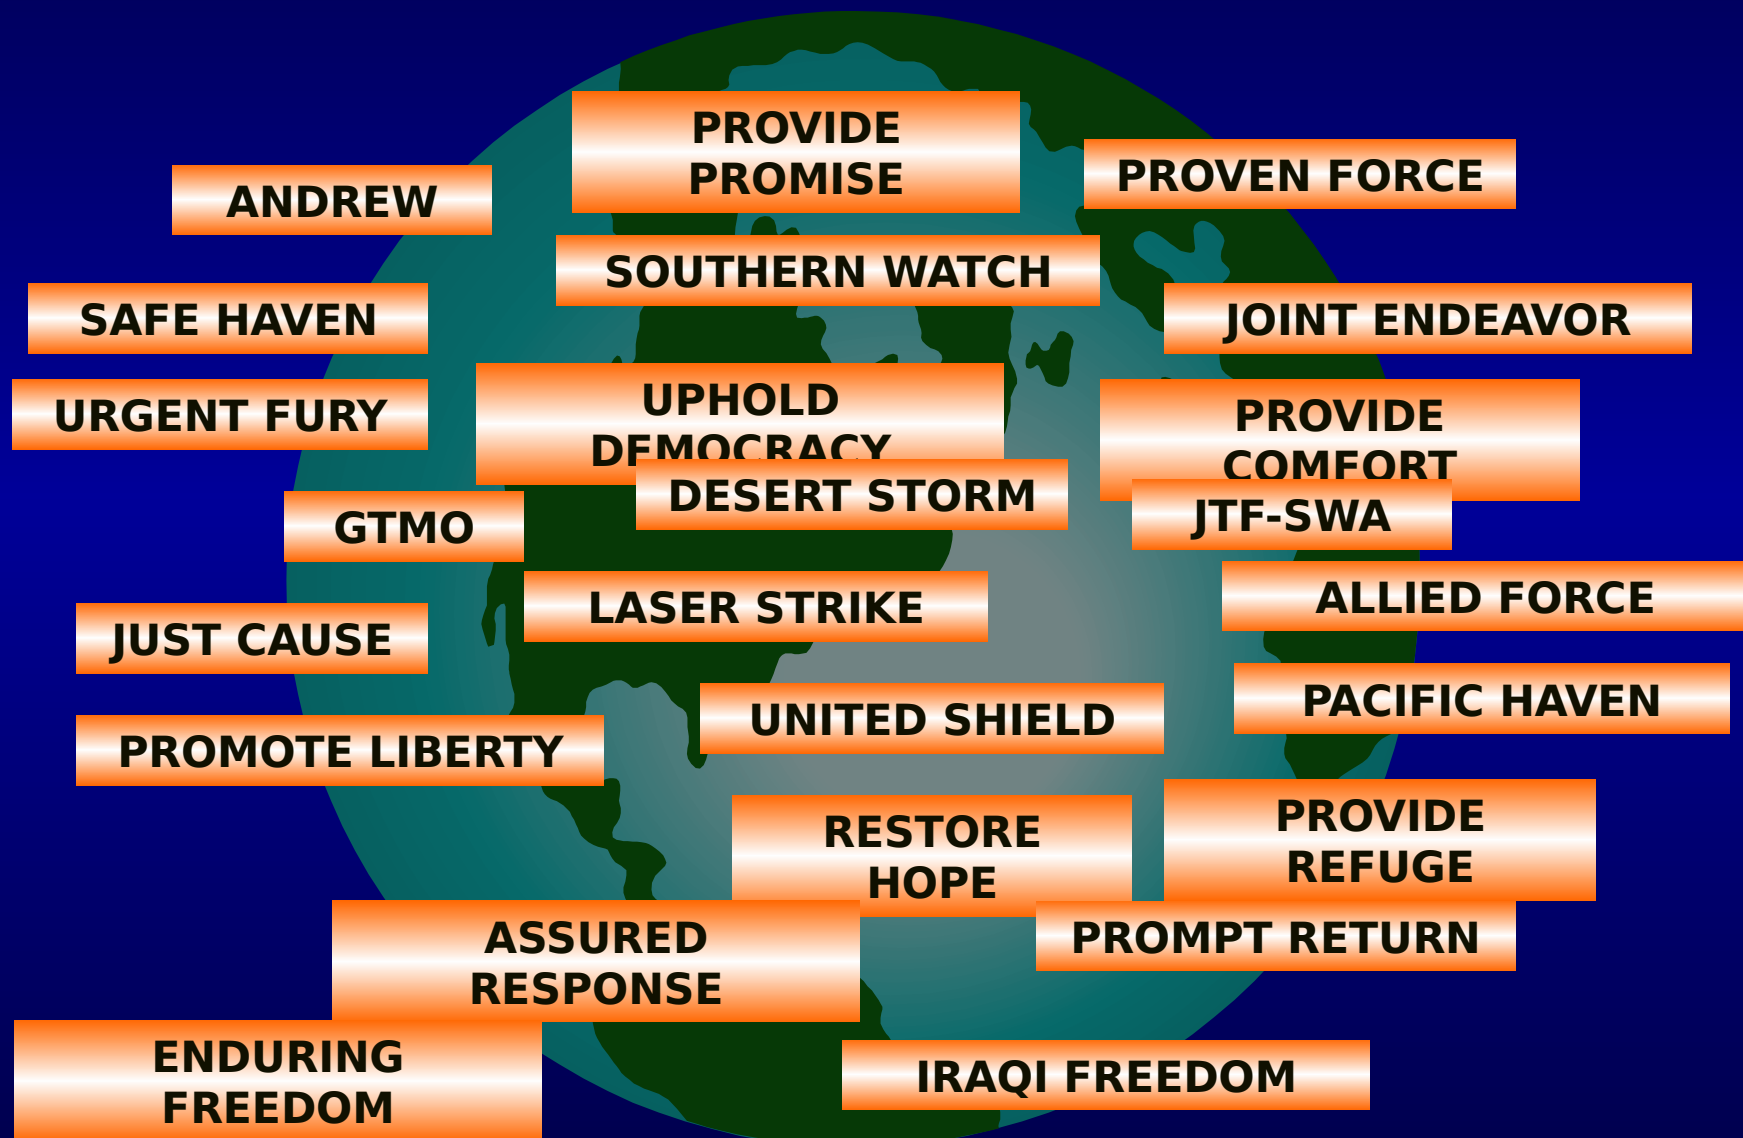 PROVIDE
PROMISE
PROVEN FORCE
ANDREW
SOUTHERN WATCH
SAFE HAVEN
JOINT ENDEAVOR
URGENT FURY
UPHOLD
DEMOCRACY
PROVIDE
COMFORT
DESERT STORM
JTF-SWA
GTMO
LASER STRIKE
ALLIED FORCE
JUST CAUSE
PACIFIC HAVEN
UNITED SHIELD
PROMOTE LIBERTY
RESTORE
HOPE
PROVIDE
REFUGE
ASSURED
RESPONSE
PROMPT RETURN
ENDURING
FREEDOM
IRAQI FREEDOM